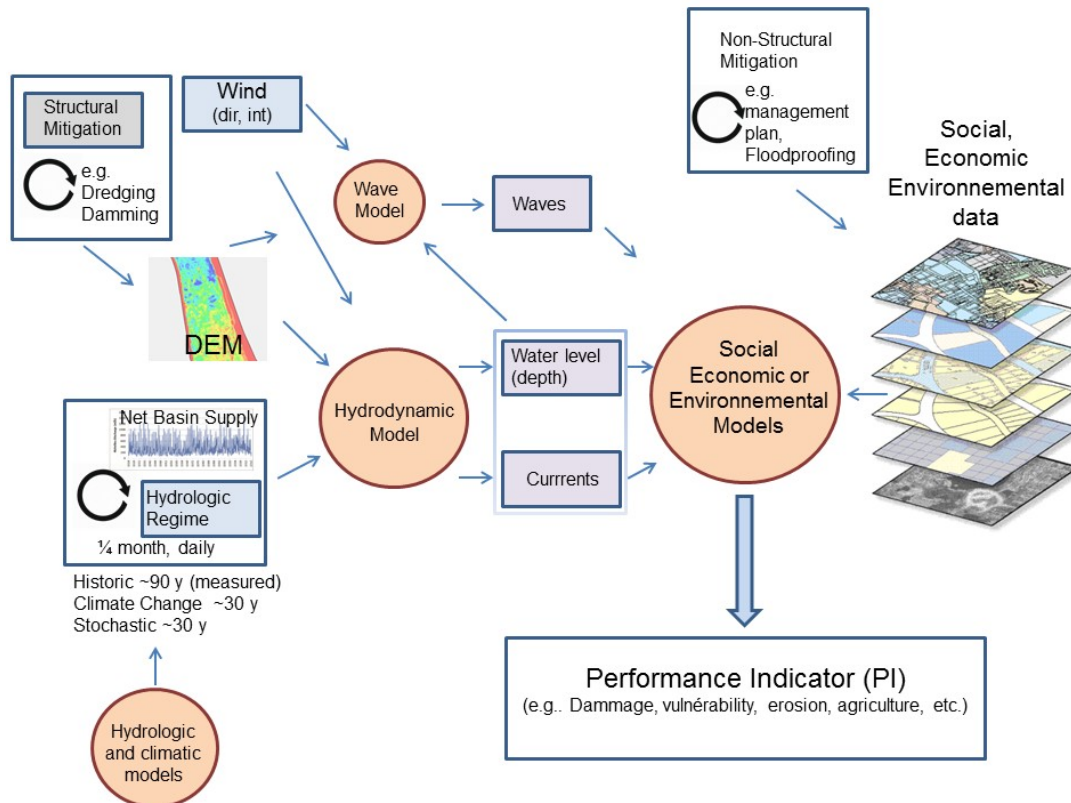 Structural
Mitigation
e.g.
Dredging
Damming
Wind
(dir, int)
Non-Structural
Mitigation
e.g.
management
plan,
Floodproofing
Social,
Economic
Environnemental
data
Wave
Model
Waves
DEM
Hydrodynamic
Model
Water level
(depth)
Currrents
Social
Economic or
Environmental
Models
Net Basin Supply
Hydrologic
Regime
¼ month, daily
Historic ~90 y (measured)
Climate Change ~30 y
Stochastic ~30 y
Hydrologic
and climatic
models
Performance Indicator (PI)
(e.g.. Dammage, vulnérability, erosion, agriculture, etc.)